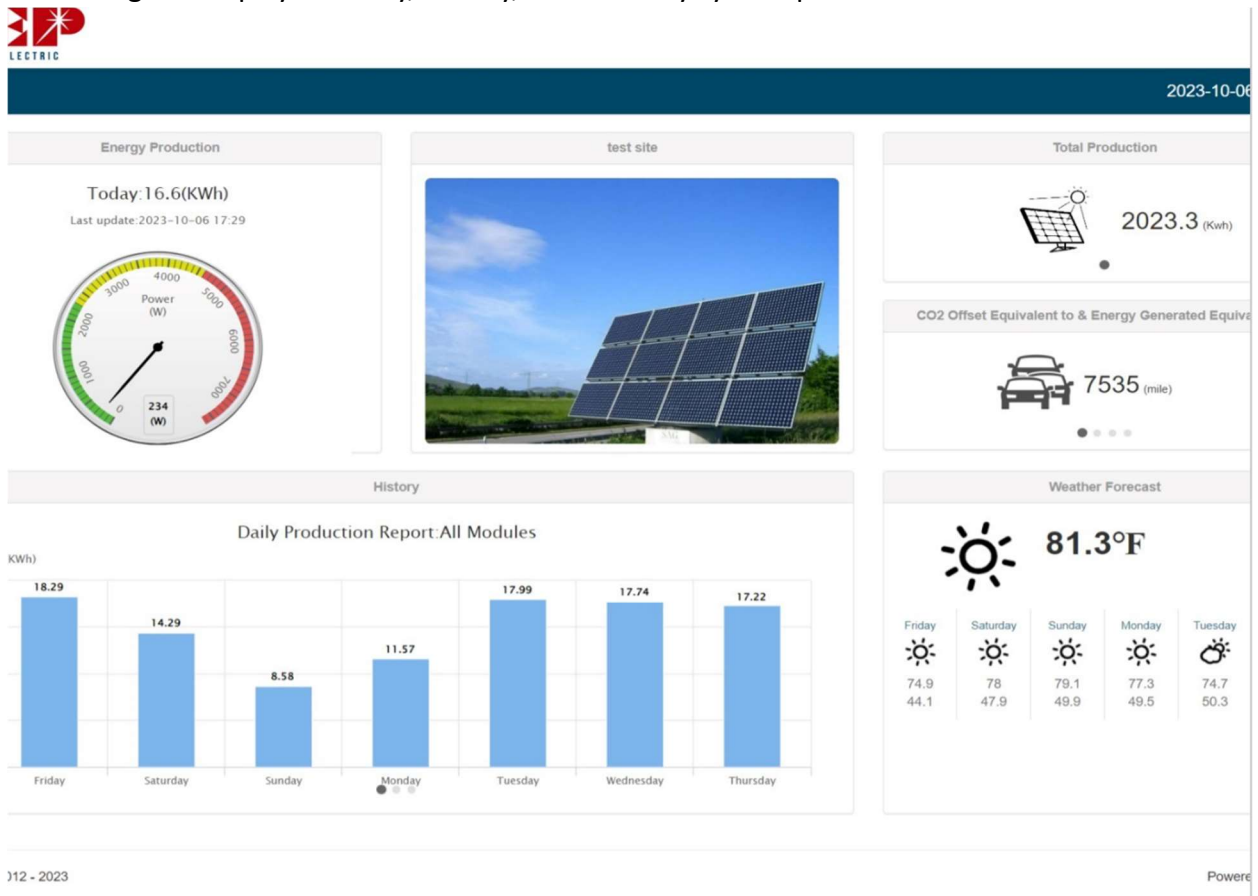 LECTRIC
2023-10-06
Energy Production
Today:16.6(KWh)
Last update:2023-10-06 17:29
0
1000
2000
3000
4000
5000
6000
7000
Power
(W)
234
(W)
test site
Total Production
2023.3 (Kwh)
CO2 Offset Equivalent to & Energy Generated Equiva
7535 (mile)
History
Daily Production Report:All Modules
KWh)
18.29
14.29
8.58
11.57
17.99
17.74
17.22
Friday Saturday Sunday Monday Tuesday Wednesday Thursday
Weather Forecast
81.3°F
Friday Saturday Sunday Monday Tuesday
74.9 78 79.1 77.3 74.7
44.1 47.9 49.9 49.5 50.3
012 - 2023
Powere